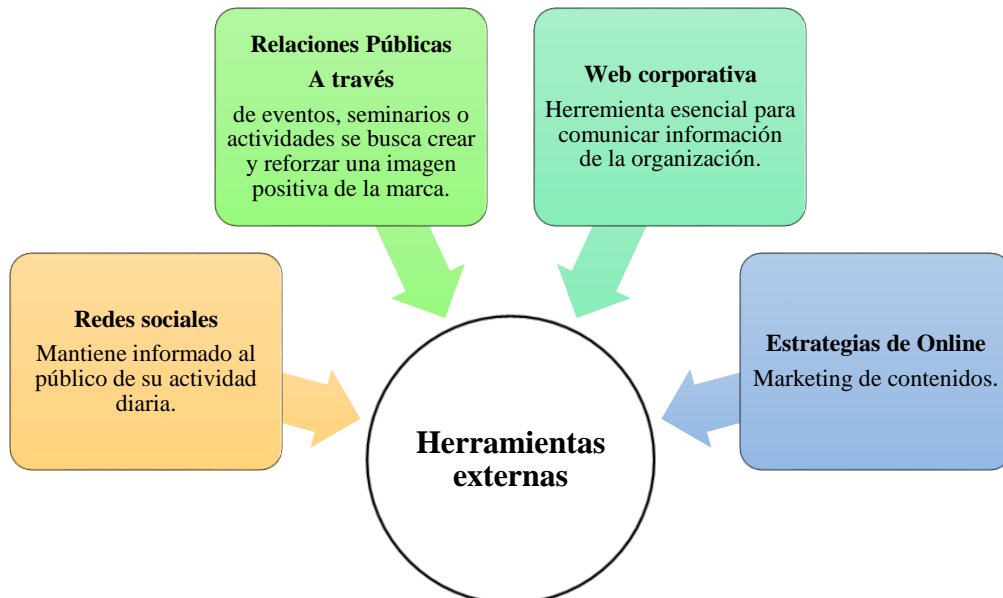 Relaciones Públicas
A través
de eventos, seminarios o
actividades se busca crear
y reforzar una imagen
positiva de la marca.
Web corporativa
Herremienta esencial para
comunicar información
de la organización.
Redes sociales
Mantiene informado al
público de su actividad
diaria.
Estrategias de Online
Marketing de contenidos.
Herramientas
externas